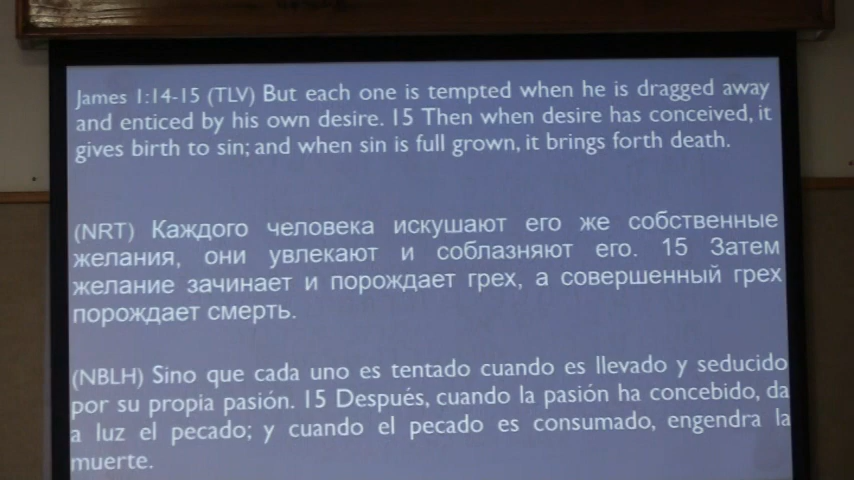 James 1:14-15 (TLV) But each one is tempted when he is dragged away
and enticed by his own desire. 15 Then when desire has conceived, it
gives birth to sin; and when sin is full grown, it brings forth death.
(NRT) Каждого человека искушают его же собственные
желания, они увлекают и соблазняют его. 15 Затем
желание зачинает и порождает грех, а совершенный грех
порождает смерть.
(NBLH) Sino que cada uno es tentado cuando es llevado y seducido
por su propia pasión. 15 Después, cuando la pasión ha concebido, da
a luz el pecado; y cuando el pecado es consumado, engendra la
muerte.